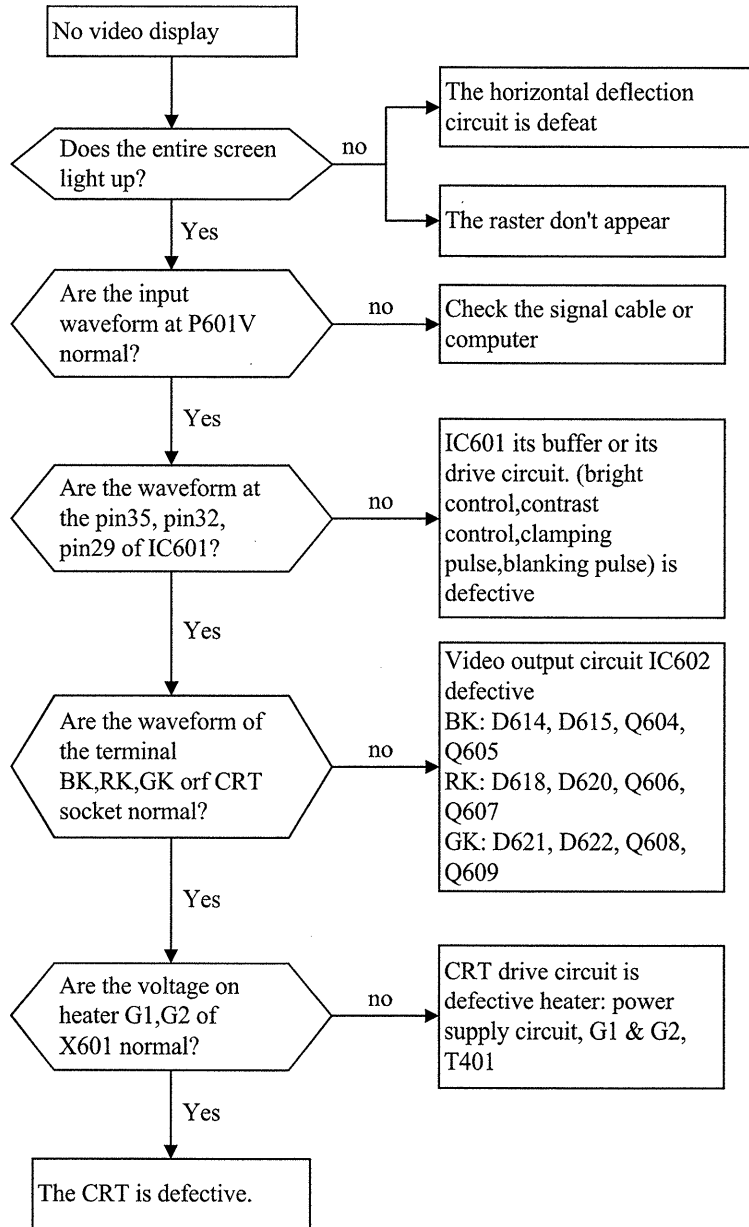 No video display
The horizontal deflection
circuit is defeat
Does the entire screen
light up?
no
The raster don't appear
Yes
Are the input
waveform at P601V
normal?
no
Check the signal cable or
computer
Yes
Are the waveform at
the pin35, pin32,
pin29 of IC601?
no
IC601 its buffer or its
drive circuit. (bright
control,contrast
control,clamping
pulse,blanking pulse) is
defective
Yes
Are the waveform of
the terminal
BK,RK,GK orf CRT
socket normal?
no
Video output circuit IC602
defective
BK: D614, D615, Q604,
Q605
RK: D618, D620, Q606,
Q607
GK: D621, D622, Q608,
Q609
Yes
Are the voltage on
heater G1,G2 of
X601 normal?
no
CRT drive circuit is
defective heater: power
supply circuit, G1 & G2,
T401
Yes
The CRT is defective.